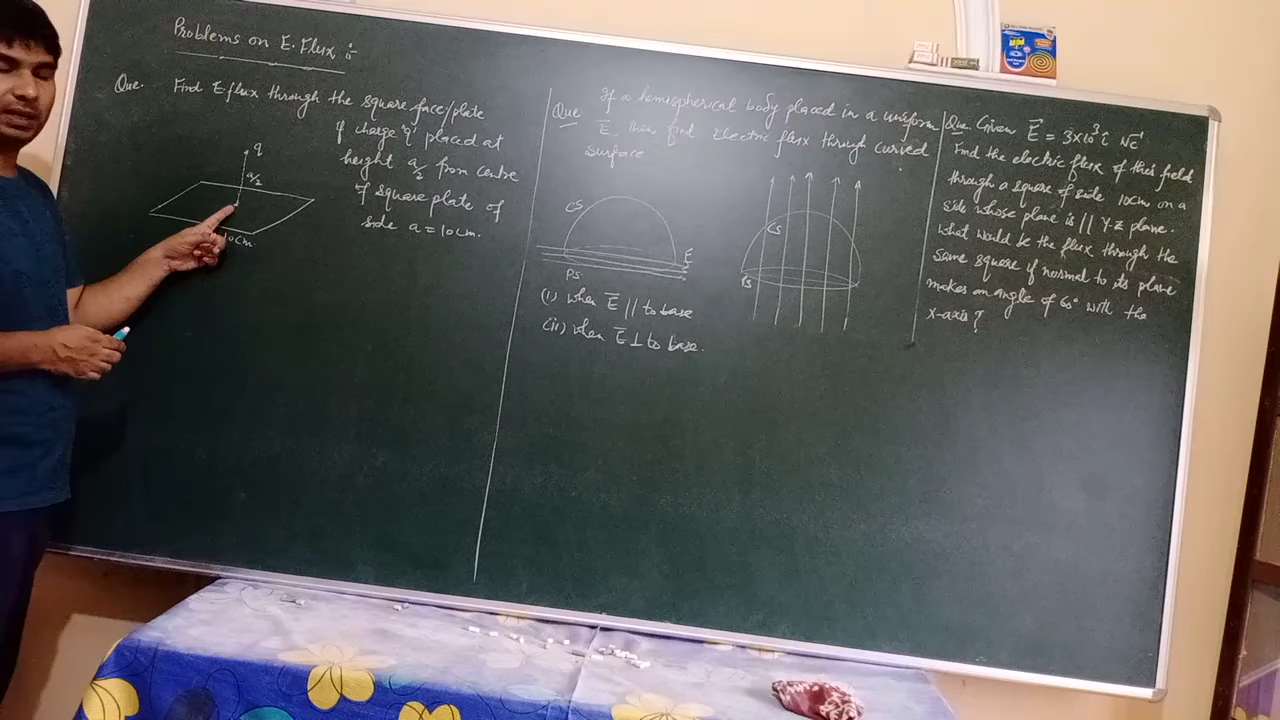 Problems on E. Flux :-
Que. Find E.flux through the square face/plate
if charge 'q' placed at
height a/2 from centre
of square plate of
side a = 10cm.
q
a/2
10cm.
Que If a hemispherical body placed in a uniform
E. then find Electric flux through curved
surface
CS
E
PS
CS
PS
(i) when E || to base
(ii) when E ⊥ to base.
Que. Given E = 3×10³ î NC⁻¹
Find the electric flux of this field
through a square of side 10cm on a
side whose plane is || Y-Z plane.
what would be the flux through the
same square if normal to its plane
makes an angle of 60° with the
x-axis?